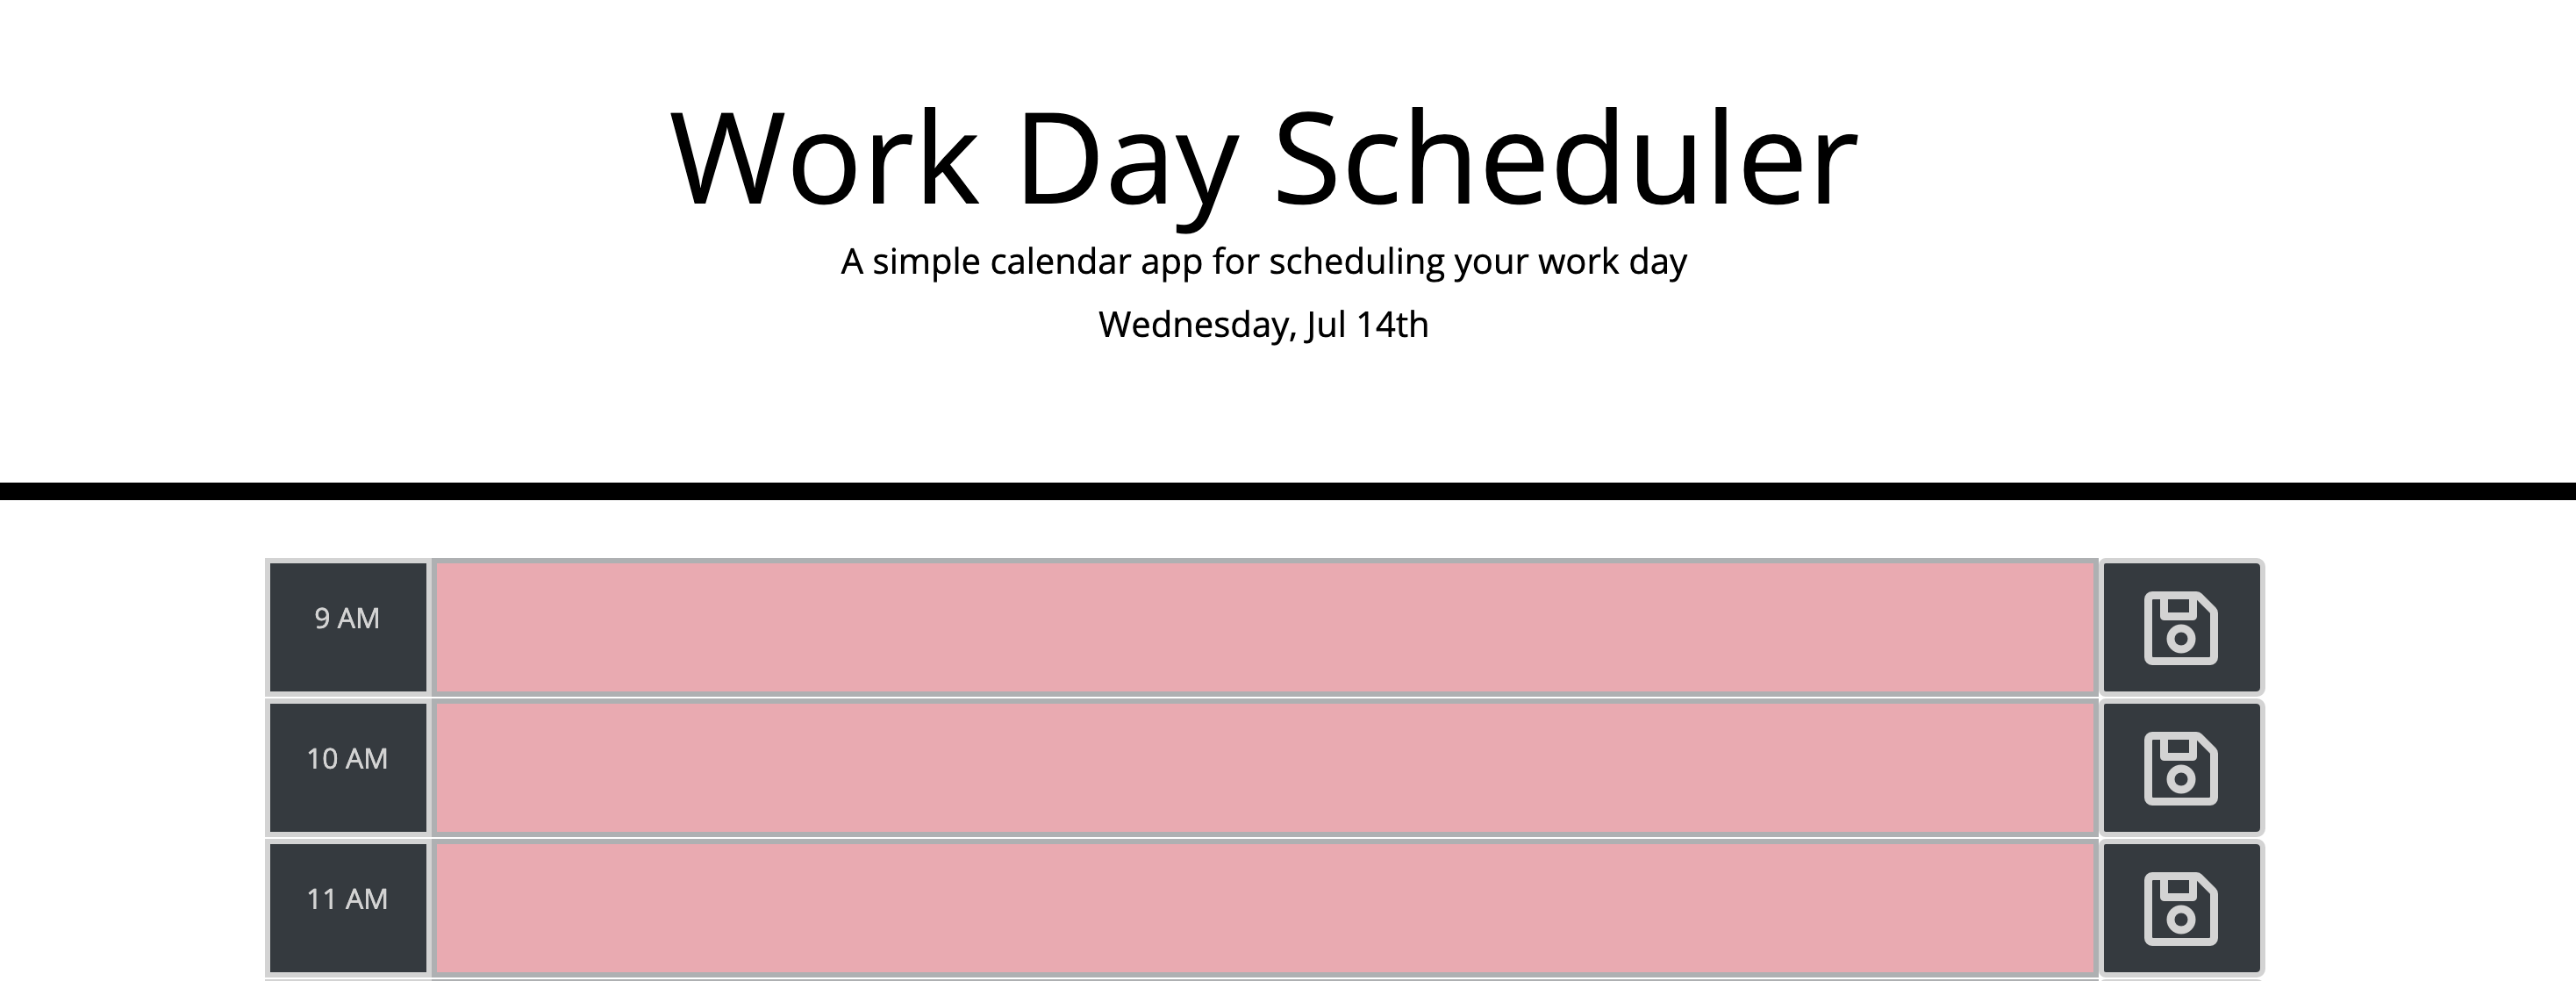 Work Day Scheduler
A simple calendar app for scheduling your work day
Wednesday, Jul 14th
9 AM
10 AM
11 AM